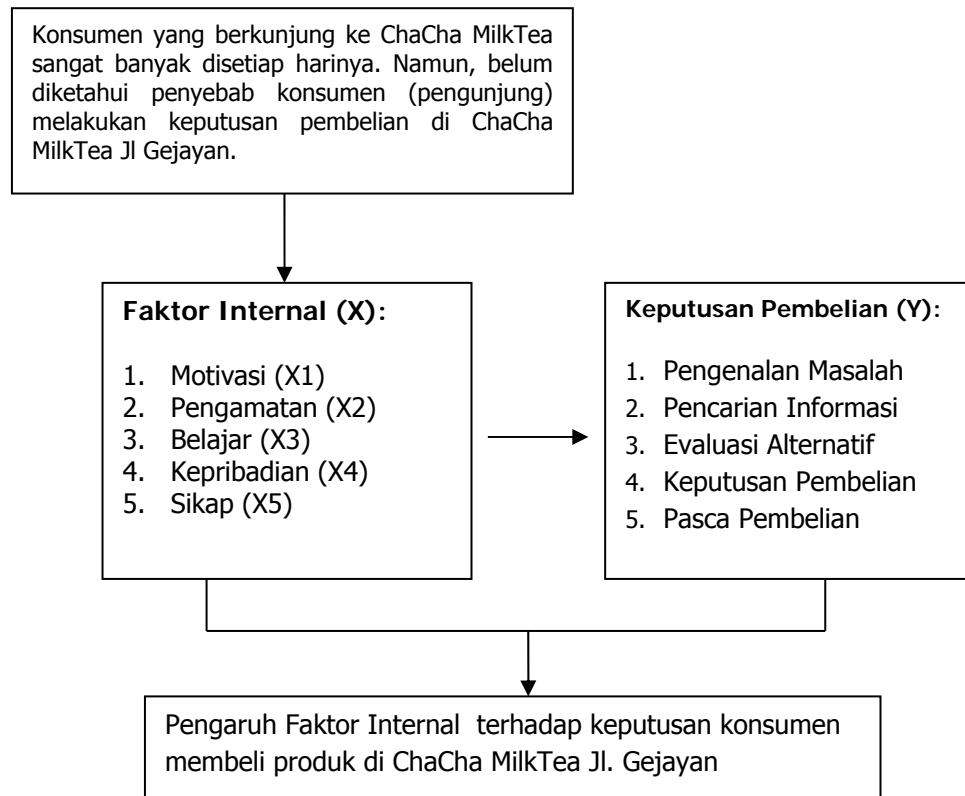 Konsumen yang berkunjung ke ChaCha MilkTea
sangat banyak disetiap harinya. Namun, belum
diketahui penyebab konsumen (pengunjung)
melakukan keputusan pembelian di ChaCha
MilkTea Jl Gejayan.
Faktor Internal (X):
1. Motivasi (X1)
2. Pengamatan (X2)
3. Belajar (X3)
4. Kepribadian (X4)
5. Sikap (X5)
Keputusan Pembelian (Y):
1. Pengenalan Masalah
2. Pencarian Informasi
3. Evaluasi Alternatif
4. Keputusan Pembelian
5. Pasca Pembelian
Pengaruh Faktor Internal terhadap keputusan konsumen
membeli produk di ChaCha MilkTea Jl. Gejayan